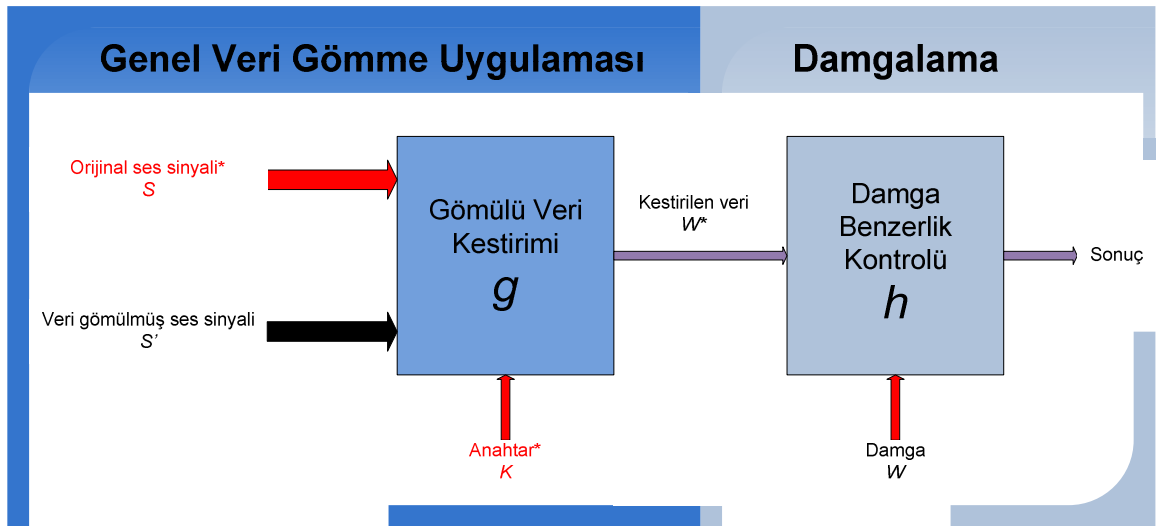 Genel Veri Gömme Uygulaması
Damgalama
Orijinal ses sinyali*
S
Veri gömülmüş ses sinyali
S’
Gömülü Veri
Kestirimi
g
Anahtar*
K
Kestirilen veri
W*
Damga
Benzerlik
Kontrolü
h
Damga
W
Sonuç